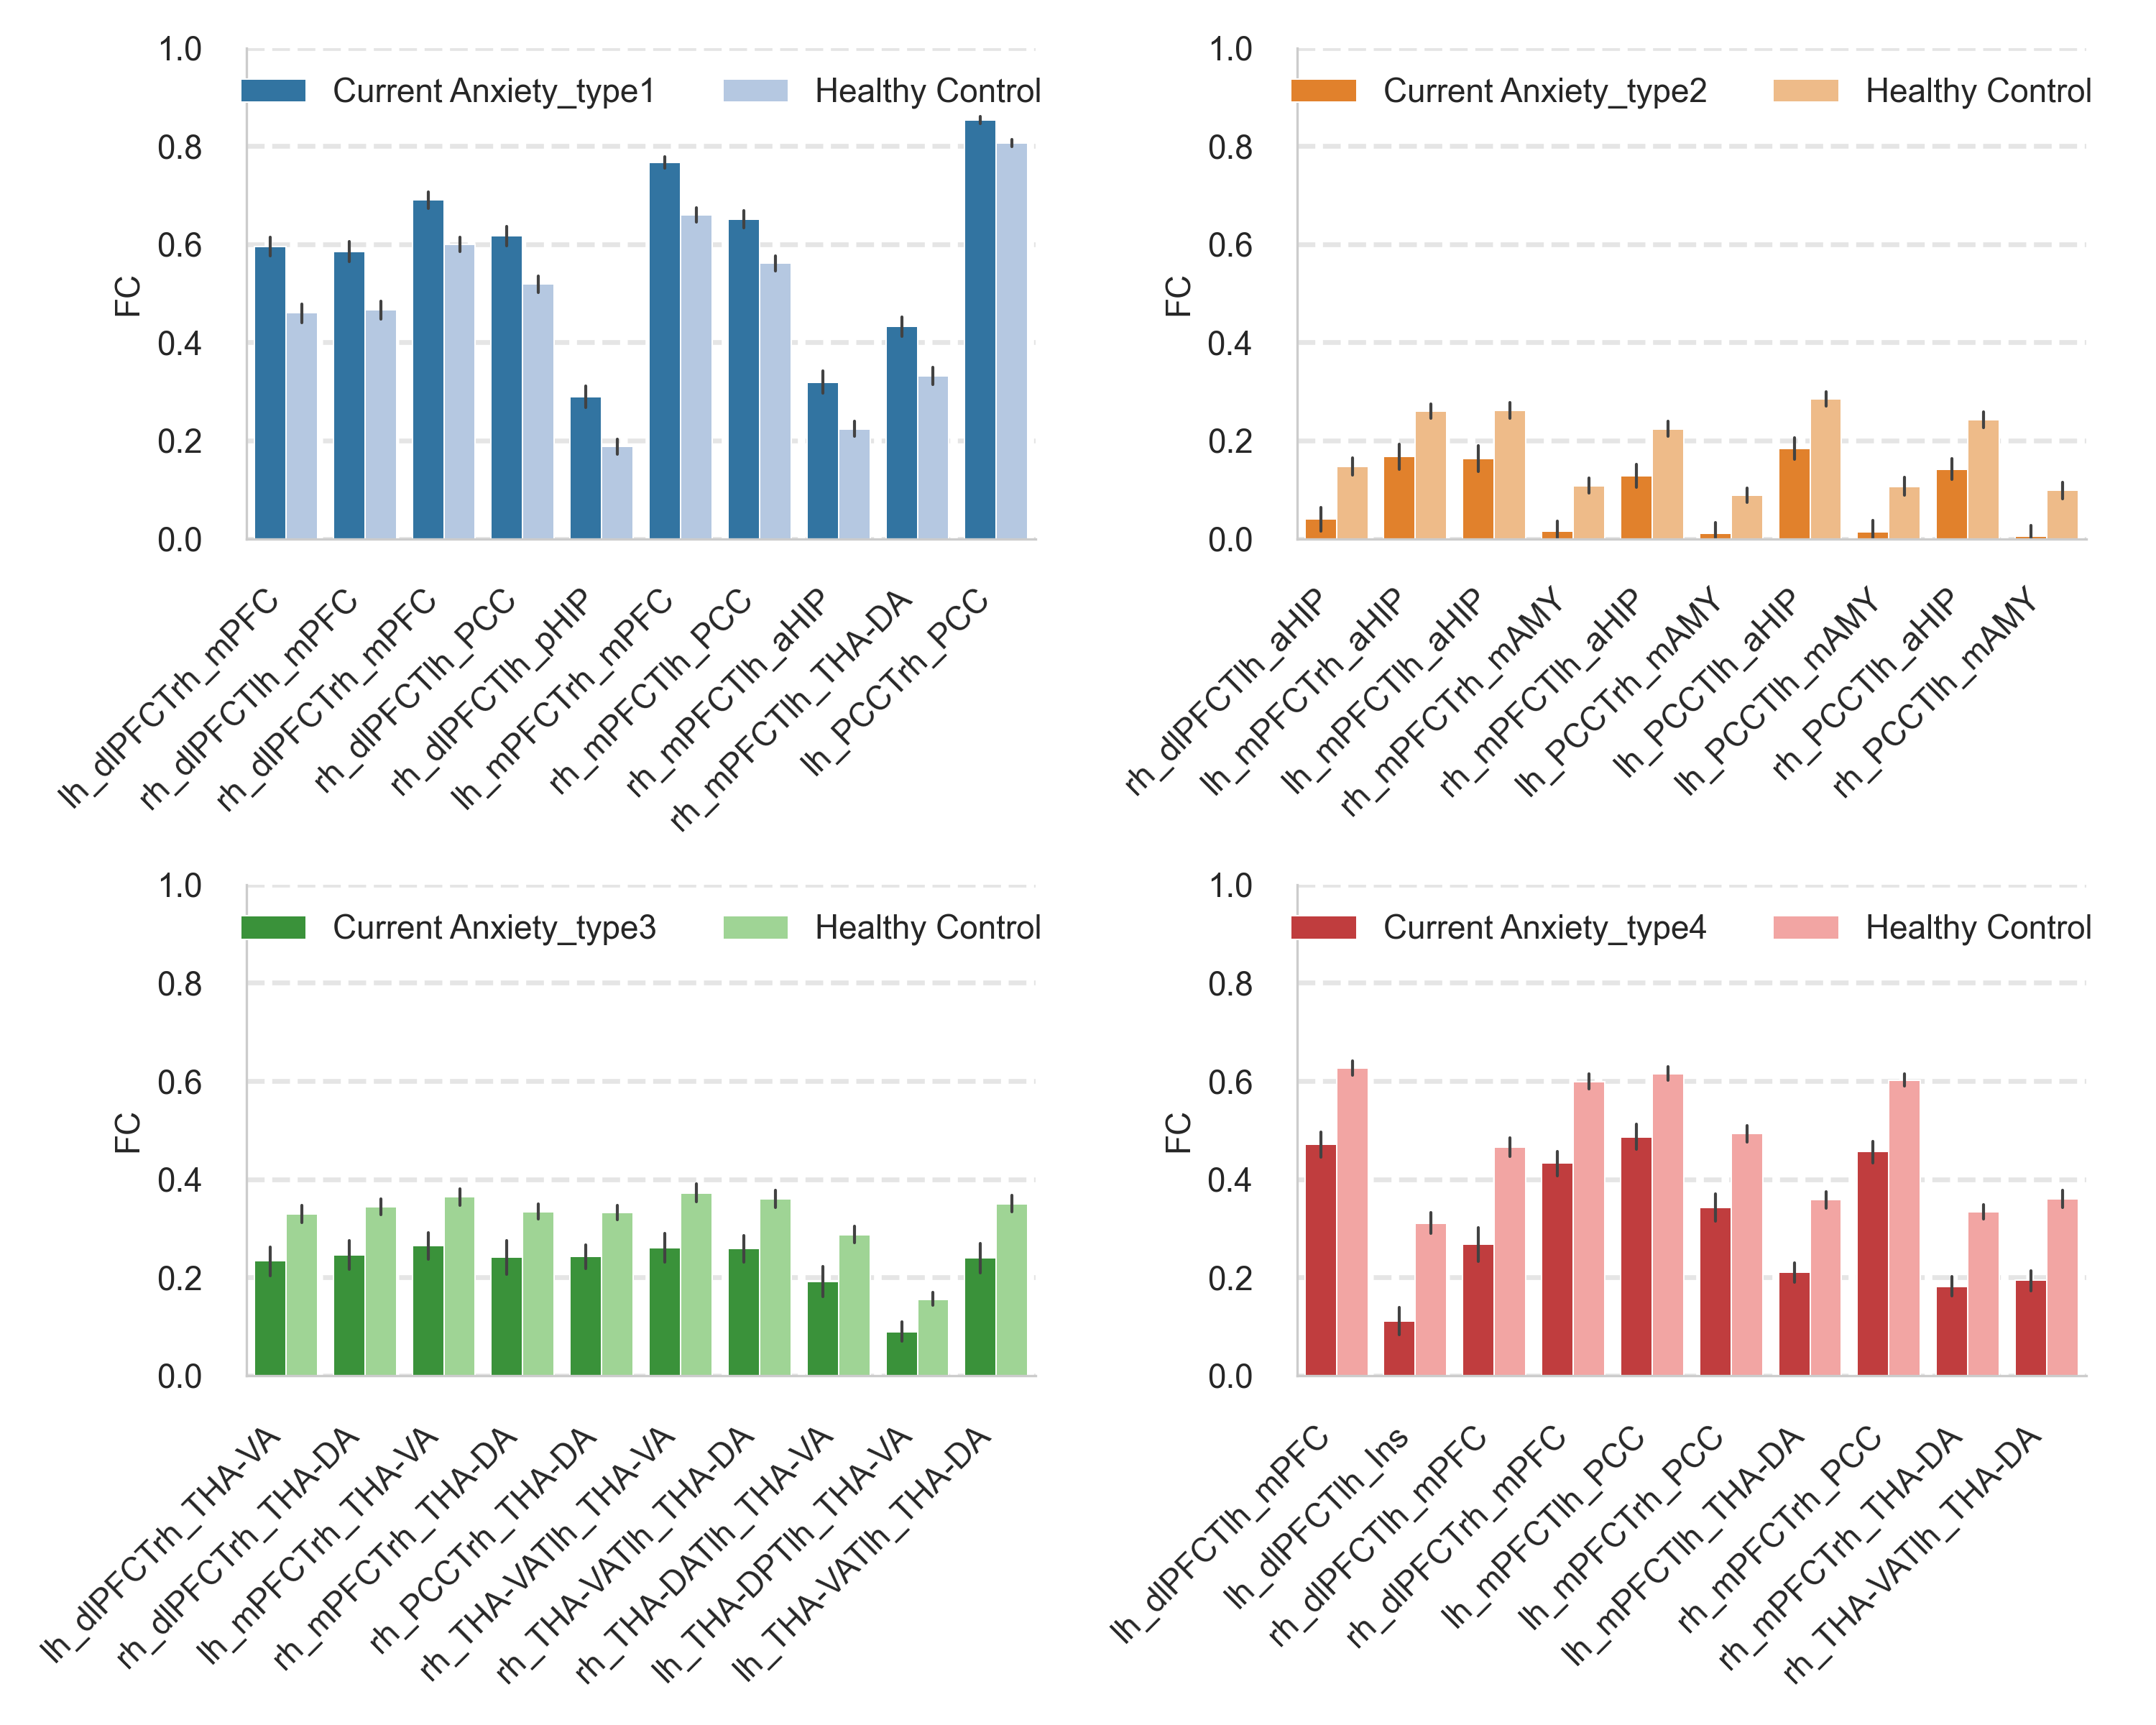 1.0
0.8
0.6
0.4
0.2
0.0
FC
Current Anxiety_type1
Healthy Control
lh_dlPFCTrh_mPFC
rh_dlPFCTlh_mPFC
rh_dlPFCTrh_mPFC
rh_dlPFCTlh_PCC
rh_dlPFCTlh_pHIP
lh_mPFCTrh_mPFC
rh_mPFCTlh_PCC
rh_mPFCTlh_aHIP
rh_mPFCTlh_THA-DA
lh_PCCTrh_PCC
1.0
0.8
0.6
0.4
0.2
0.0
FC
Current Anxiety_type2
Healthy Control
rh_dlPFCTlh_aHIP
lh_mPFCTrh_aHIP
lh_mPFCTlh_aHIP
rh_mPFCTrh_mAMY
rh_mPFCTlh_aHIP
lh_PCCTrh_mAMY
lh_PCCTlh_aHIP
lh_PCCTlh_mAMY
rh_PCCTlh_aHIP
rh_PCCTlh_mAMY
1.0
0.8
0.6
0.4
0.2
0.0
FC
Current Anxiety_type3
Healthy Control
lh_dlPFCTrh_THA-VA
rh_dlPFCTrh_THA-DA
lh_mPFCTrh_THA-VA
rh_mPFCTrh_THA-DA
rh_PCCTrh_THA-DA
rh_THA-VATlh_THA-VA
rh_THA-VATlh_THA-DA
rh_THA-DATlh_THA-VA
lh_THA-DPTlh_THA-VA
lh_THA-VATlh_THA-DA
1.0
0.8
0.6
0.4
0.2
0.0
FC
Current Anxiety_type4
Healthy Control
lh_dlPFCTlh_mPFC
lh_dlPFCTlh_Ins
rh_dlPFCTlh_mPFC
rh_dlPFCTrh_mPFC
lh_mPFCTlh_PCC
lh_mPFCTrh_PCC
lh_mPFCTlh_THA-DA
rh_mPFCTrh_PCC
rh_mPFCTrh_THA-DA
rh_THA-VATlh_THA-DA